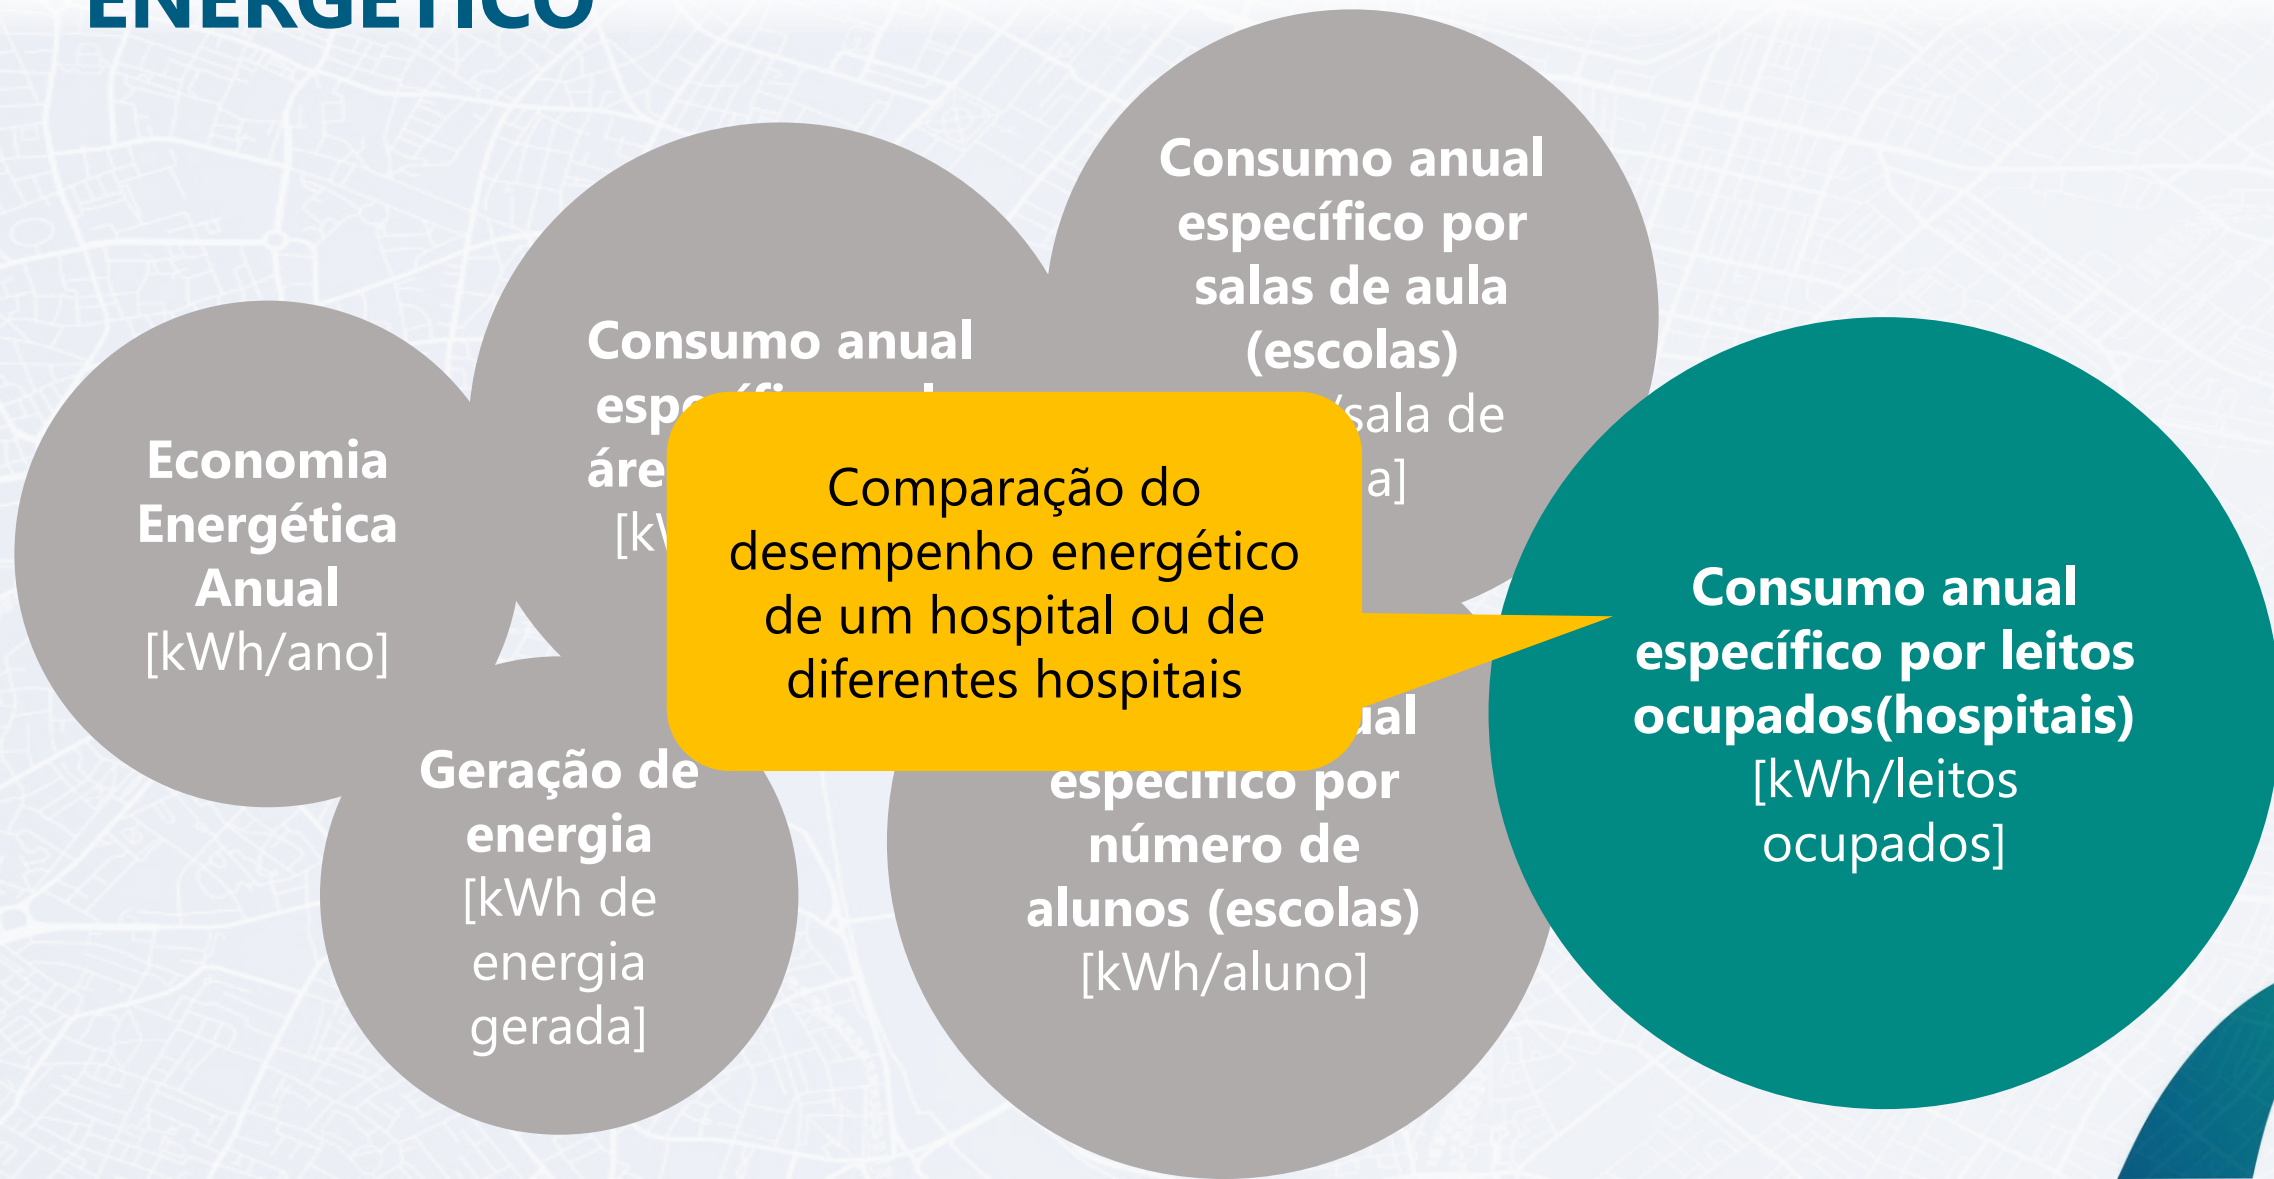 ENERGÉTICO
Consumo anual
específico por
salas de aula
(escolas)
/sala de
a]
Consumo anual
áre
[kW
Economia
Energética
Anual
[kWh/ano]
Comparação do
desempenho energético
de um hospital ou de
diferentes hospitais
Consumo anual
específico por leitos
ocupados(hospitais)
[kWh/leitos
ocupados]
Geração de
energia
[kWh de
energia
gerada]
ual
específico por
número de
alunos (escolas)
[kWh/aluno]